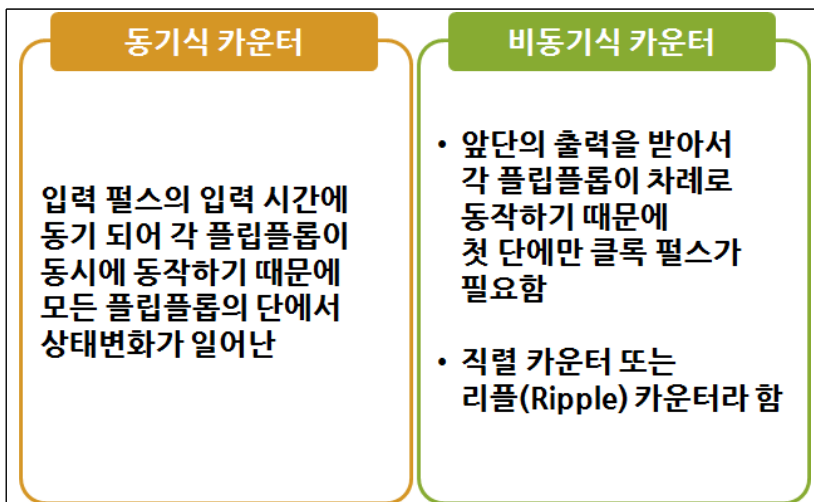 동기식 카운터
입력 펄스의 입력 시간에
동기 되어 각 플립플롭이
동시에 동작하기 때문에
모든 플립플롭의 단에서
상태변화가 일어난
비동기식 카운터
• 앞단의 출력을 받아서
각 플립플롭이 차례로
동작하기 때문에
첫 단에만 클록 펄스가
필요함
• 직렬 카운터 또는
리플(Ripple) 카운터라 함